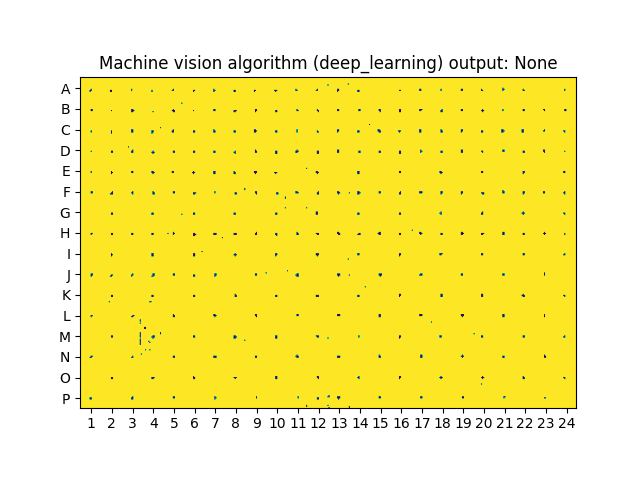 Machine vision algorithm (deep_learning) output: None
A
B
C
D
E
F
G
H
I
J
K
L
M
N
O
P
1 2 3 4 5 6 7 8 9 10 11 12 13 14 15 16 17 18 19 20 21 22 23 24